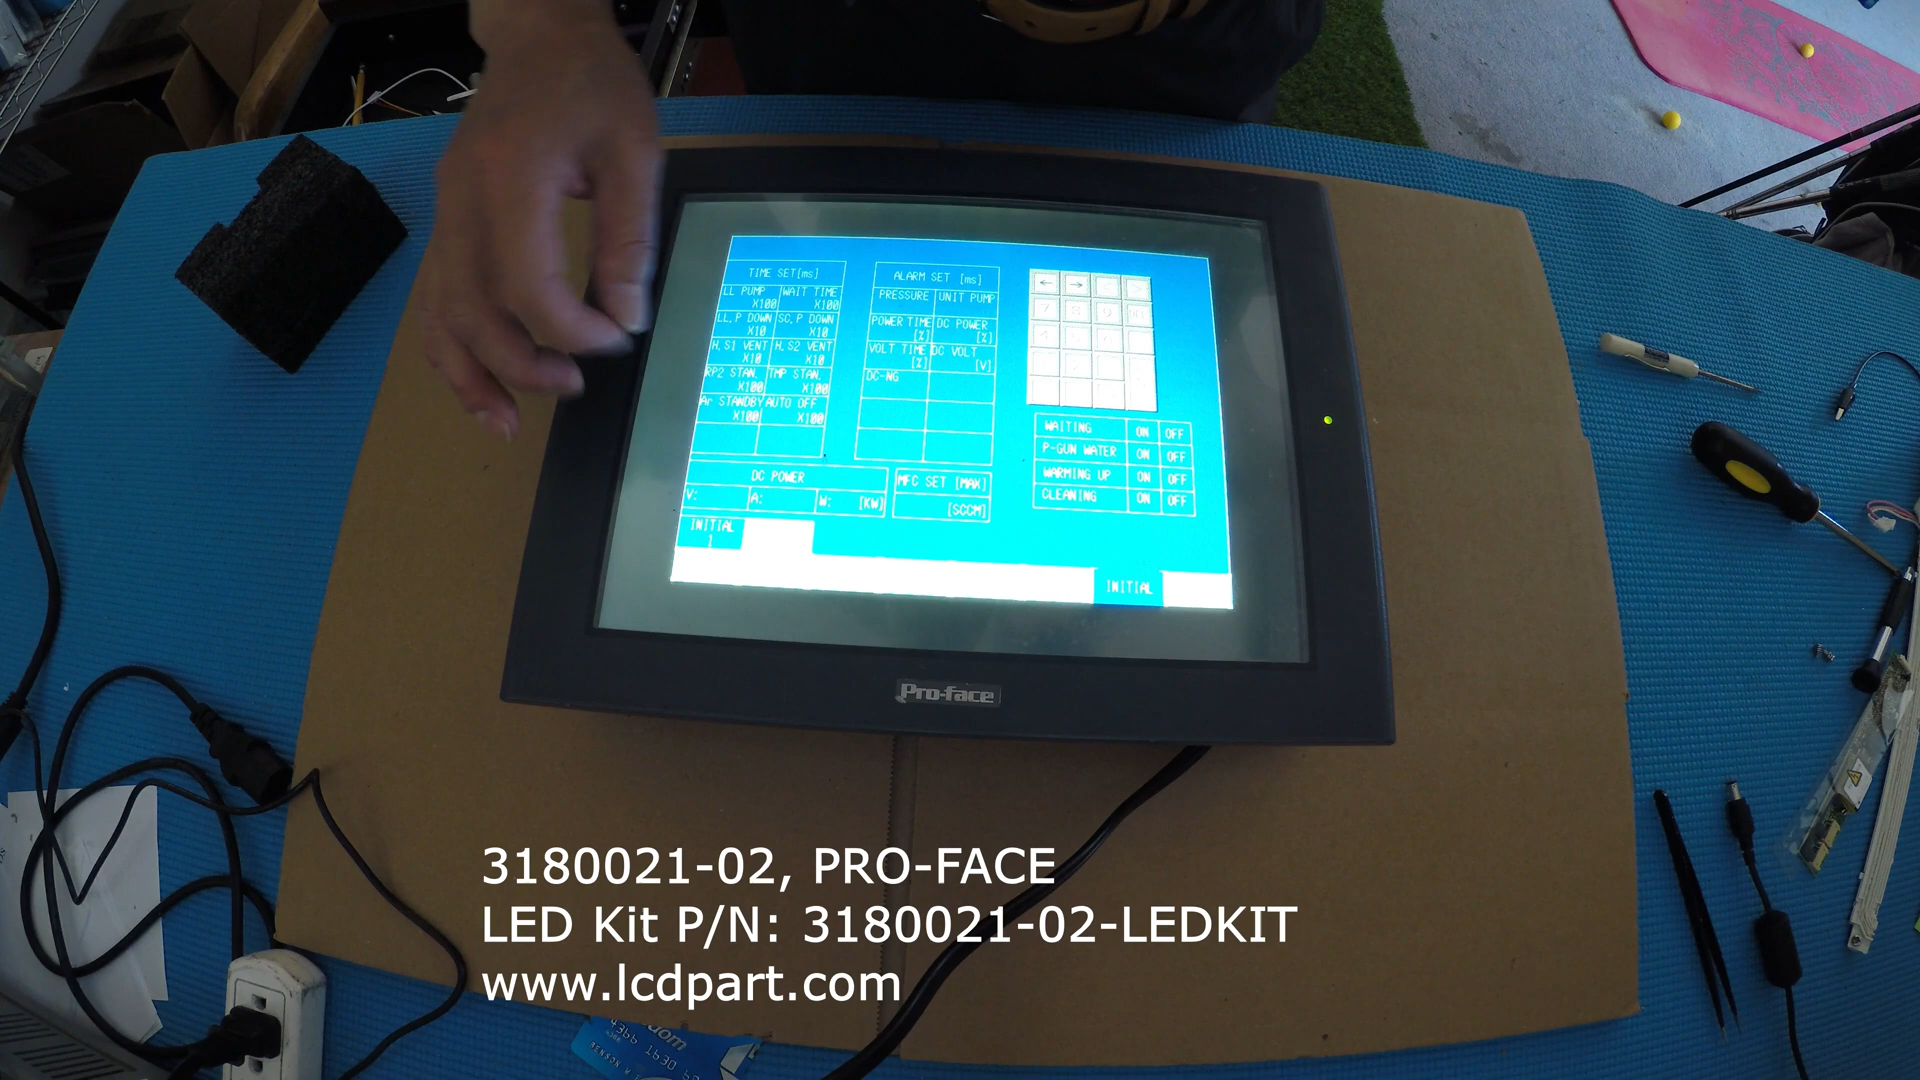 TIME SET[ms]
LL PUMP X100 WAIT TIME X100
LL.P DOWN X10 SC.P DOWN X10
H.S1 VENT X10 H.S2 VENT X10
RP2 STAN. X100 TMP STAN. X100
Ar STANDBY X100 AUTO OFF X100
ALARM SET [ms]
PRESSURE UNIT PUMP
POWER TIME [%] DC POWER [%]
VOLT TIME [%] DC VOLT [V]
DC-NG
← →
7 8 9
WAITING ON OFF
P-GUN WATER ON OFF
WARMING UP ON OFF
CLEANING ON OFF
DC POWER
V: A: W: [KW]
MFC SET [MAX]
[SCCM]
INITIAL
1
INITIAL
Pro-face
3180021-02, PRO-FACE
LED Kit P/N: 3180021-02-LEDKIT
www.lcdpart.com